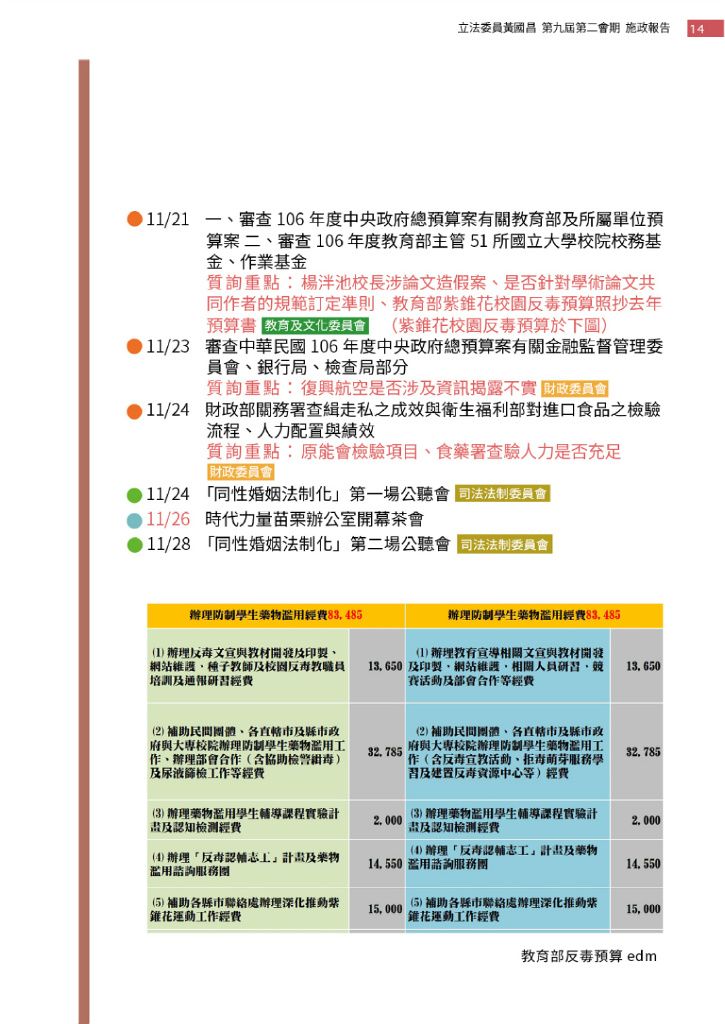 立法委員黃國昌 第九屆第二會期 施政報告 14
11/21 一、審查 106 年度中央政府總預算案有關教育部及所屬單位預
算案 二、審查 106 年度教育部主管 51 所國立大學校院校務基
金、作業基金
質詢重點：楊泮池校長涉論文造假案、是否針對學術論文共
同作者的規範訂定準則、教育部紫錐花校園反毒預算照抄去年
預算書 教育及文化委員會 （紫錐花校園反毒預算於下圖）
11/23 審查中華民國 106 年度中央政府總預算案有關金融監督管理委
員會、銀行局、檢查局部分
質詢重點：復興航空是否涉及資訊揭露不實 財政委員會
11/24 財政部關務署查緝走私之成效與衛生福利部對進口食品之檢驗
流程、人力配置與績效
質詢重點：原能會檢驗項目、食藥署查驗人力是否充足
財政委員會
11/24 「同性婚姻法制化」第一場公聽會 司法法制委員會
11/26 時代力量苗栗辦公室開幕茶會
11/28 「同性婚姻法制化」第二場公聽會 司法法制委員會
辦理防制學生藥物濫用經費83,485 辦理防制學生藥物濫用經費83,485
(1) 辦理反毒文宣與教材開發及印製、
網站維護、種子教師及校園反毒教職員
培訓及通報研習經費
13,650
(1) 辦理教育宣導相關文宣與教材開發
及印製、網站維護、相關人員研習、競
賽活動及部會合作等經費
13,650
(2) 補助民間團體、各直轄市及縣市政
府與大專校院辦理防制學生藥物濫用工
作、辦理部會合作（含協助檢警緝毒）
及尿液篩檢工作等經費
32,785
(2) 補助民間團體、各直轄市及縣市政
府與大專校院辦理防制學生藥物濫用工
作（含反毒宣教活動、拒毒萌芽服務學
習及建置反毒資源中心等）經費
32,785
(3) 辦理藥物濫用學生輔導課程實驗計
畫及認知檢測經費
2,000
(3) 辦理藥物濫用學生輔導課程實驗計
畫及認知檢測經費
2,000
(4) 辦理「反毒認輔志工」計畫及藥物
濫用諮詢服務團
14,550
(4) 辦理「反毒認輔志工」計畫及藥物
濫用諮詢服務團
14,550
(5) 補助各縣市聯絡處辦理深化推動紫
錐花運動工作經費
15,000
(5) 補助各縣市聯絡處辦理深化推動紫
錐花運動工作經費
15,000
教育部反毒預算 edm